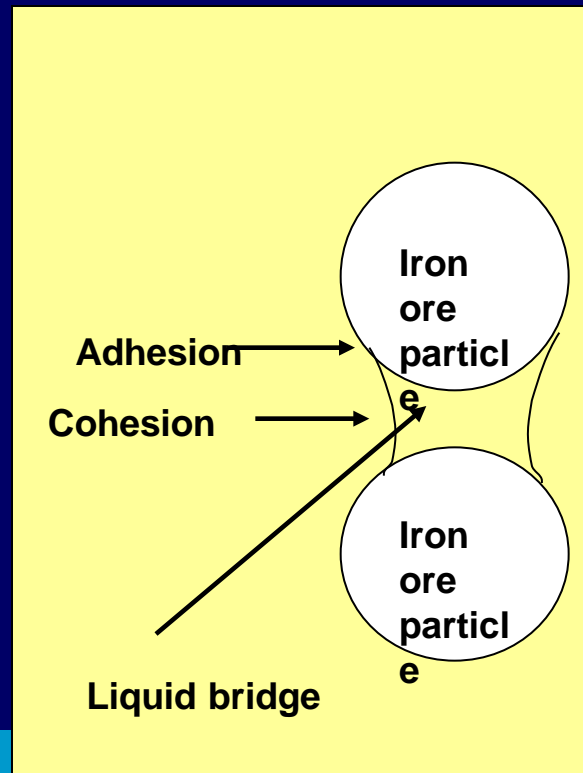 Iron
ore
particl
e
Adhesion
Cohesion
Iron
ore
particl
e
Liquid bridge